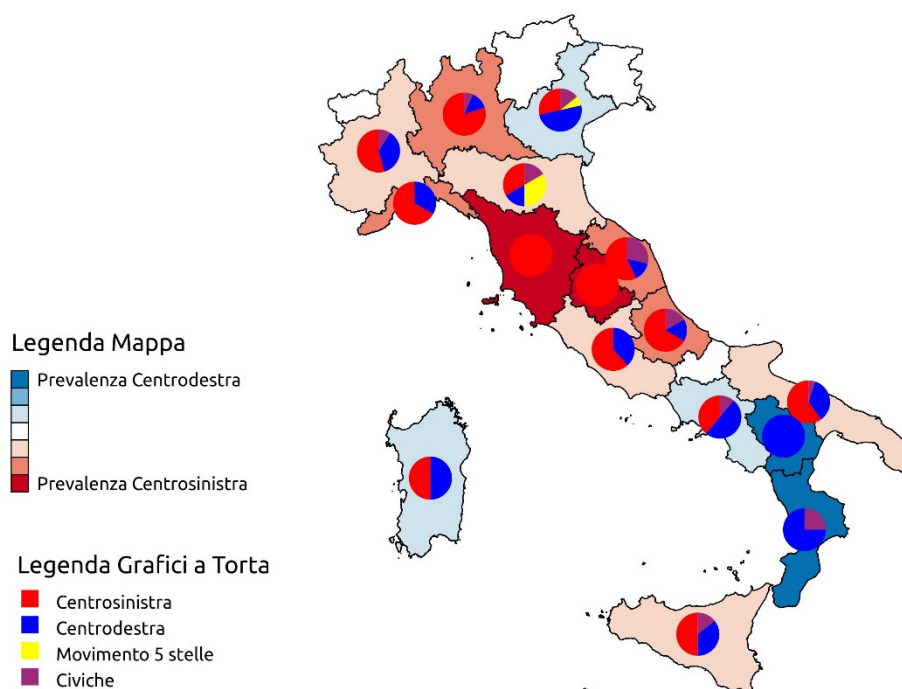 Legenda Mappa
Prevalenza Centrodestra
Prevalenza Centrosinistra
Legenda Grafici a Torta
Centrosinistra
Centrodestra
Movimento 5 stelle
Civiche